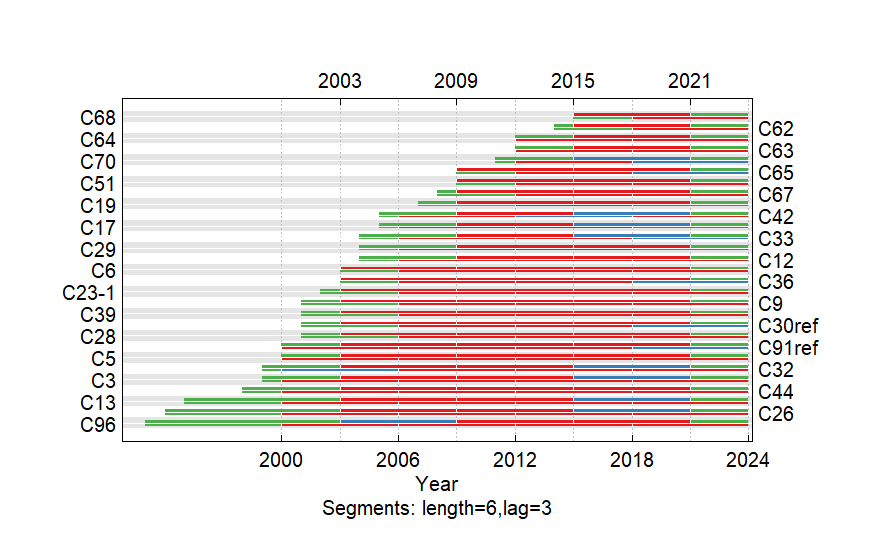 2003 2009 2015 2021
C68
C62
C64
C63
C70
C65
C51
C67
C19
C42
C17
C33
C29
C12
C6
C36
C23-1
C9
C39
C30ref
C28
C91ref
C5
C32
C3
C44
C13
C26
C96
2000 2006 2012 2018 2024
Year
Segments: length=6,lag=3